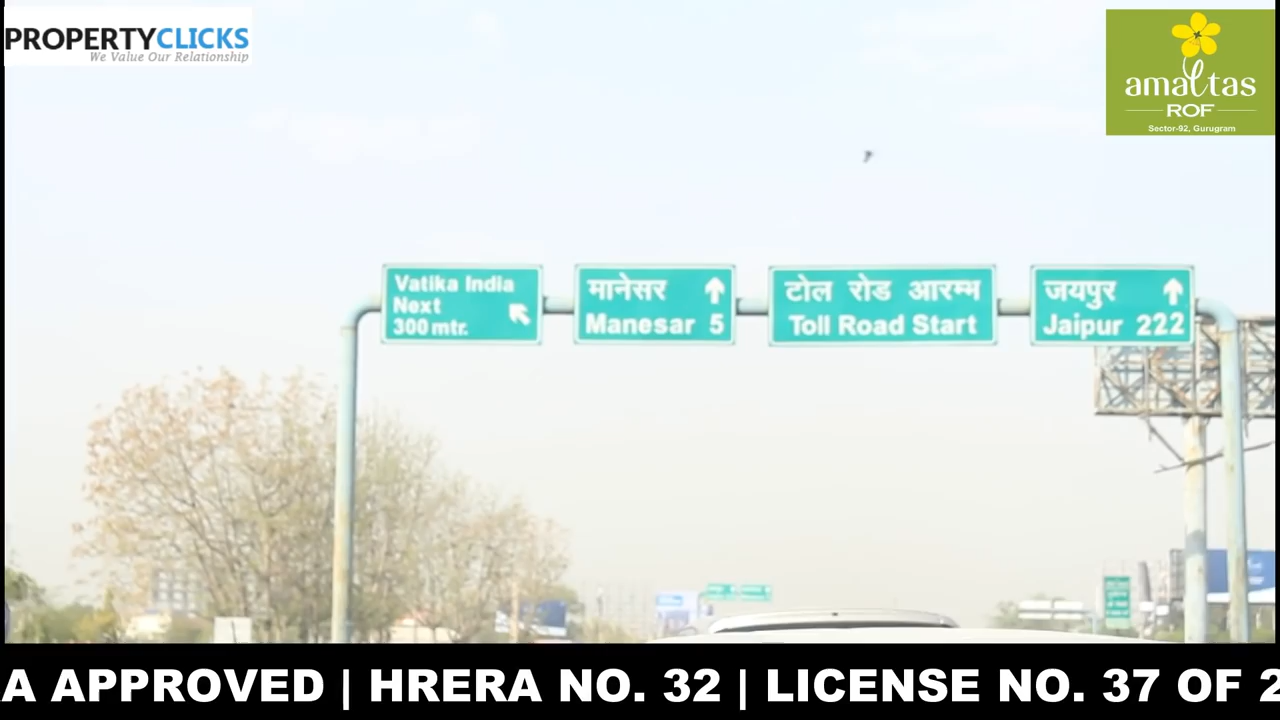 PROPERTYCLICKS
We Value Our Relationship
amaltas
ROF
Sector-92, Gurugram
Vatika India
Next
300 mtr.
मानेसर
Manesar 5
टोल रोड आरम्भ
Toll Road Start
जयपुर
Jaipur 222
A APPROVED | HRERA NO. 32 | LICENSE NO. 37 OF 2